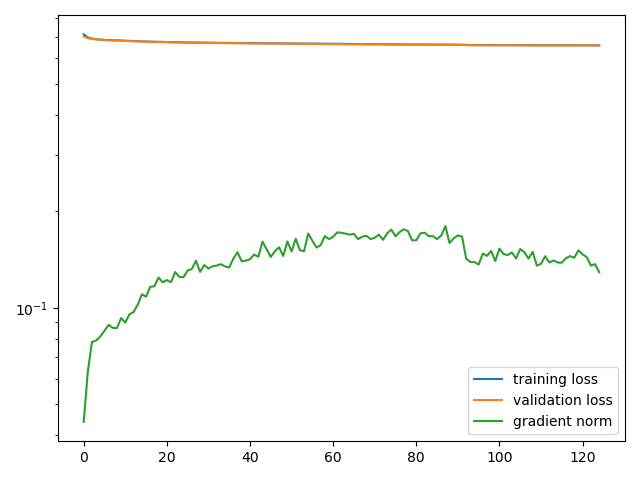 10⁻¹
training loss
validation loss
gradient norm
0 20 40 60 80 100 120